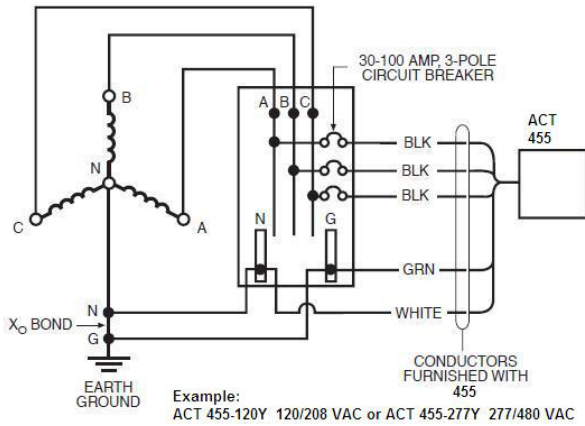 30-100 AMP, 3-POLE
CIRCUIT BREAKER
B
A B C
ACT
455
BLK
N
BLK
BLK
C
A
N
G
GRN
N
WHITE
XO BOND
G
EARTH
GROUND
CONDUCTORS
FURNISHED WITH
455
Example:
ACT 455-120Y 120/208 VAC or ACT 455-277Y 277/480 VAC